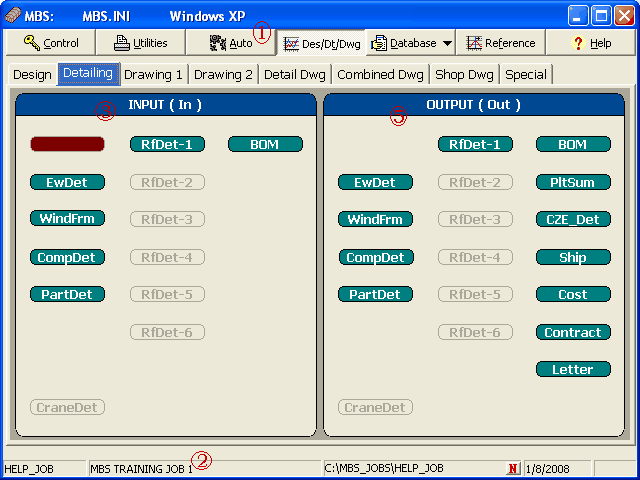 MBS: MBS.INI Windows XP
Control Utilities Auto ① Des/Dt/Dwg Database Reference Help
Design Detailing Drawing 1 Drawing 2 Detail Dwg Combined Dwg Shop Dwg Special
INPUT ( In ) OUTPUT ( Out )
⑤
RfDet-1 BOM RfDet-1 BOM
EwDet RfDet-2 EwDet RfDet-2 PltSum
WindFrm RfDet-3 WindFrm RfDet-3 CZE_Det
CompDet RfDet-4 CompDet RfDet-4 Ship
PartDet RfDet-5 PartDet RfDet-5 Cost
RfDet-6 RfDet-6 Contract
Letter
CraneDet CraneDet
HELP_JOB MBS TRAINING JOB 1 ② C:\MBS_JOBS\HELP_JOB N 1/8/2008